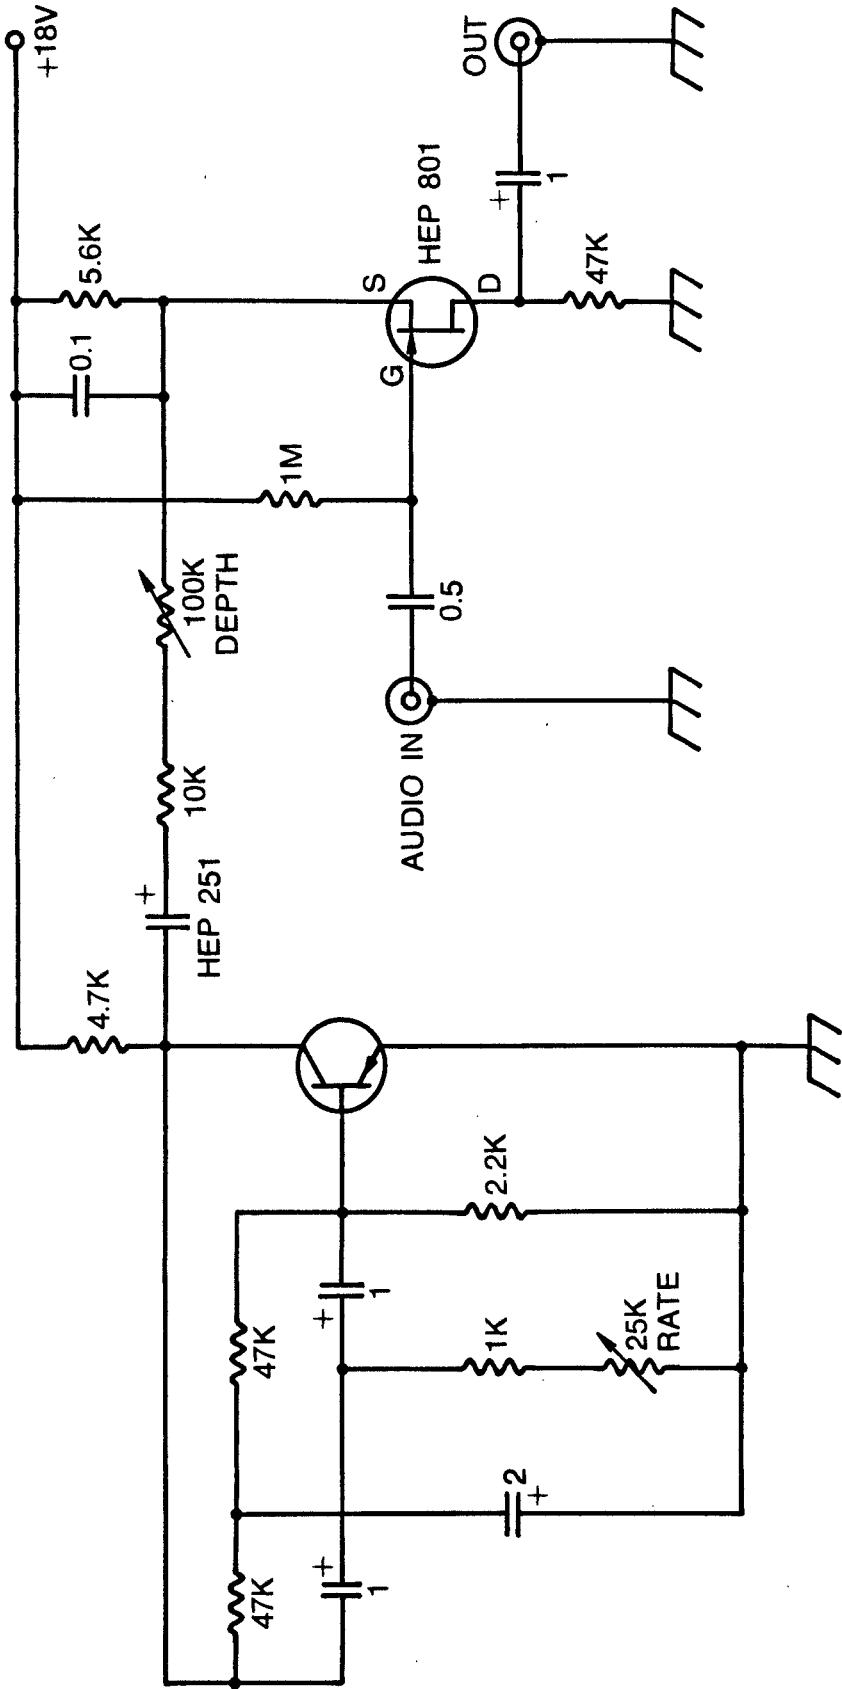 +18V
4.7K
0.1
5.6K
+
HEP 251
10K
100K
DEPTH
1M
S
G
D
HEP 801
OUT
+
1
47K
0.5
AUDIO IN
47K
47K
+
1
+
1
2
+
1K
25K
RATE
2.2K